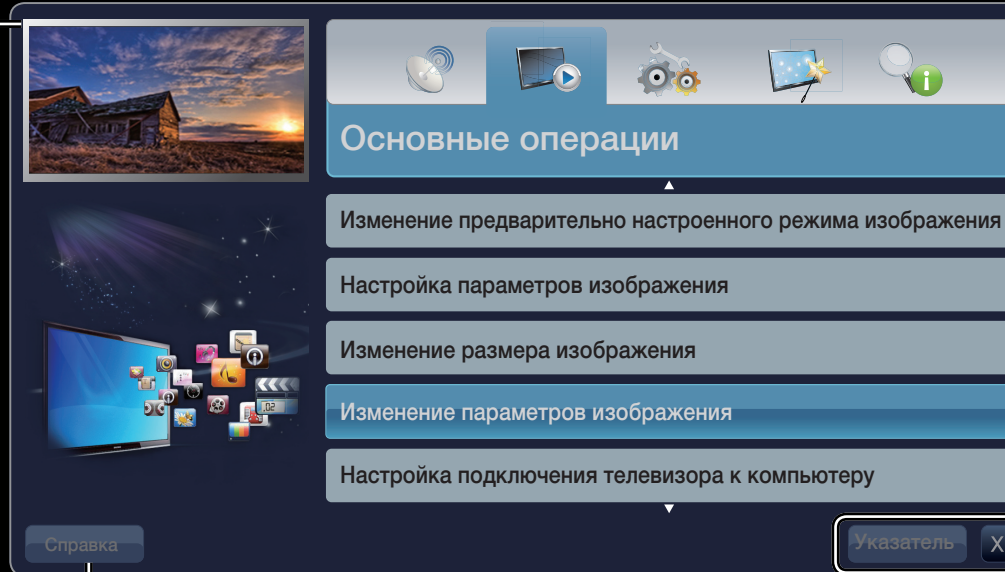 Основные операции
Изменение предварительно настроенного режима изображения
Настройка параметров изображения
Изменение размера изображения
Изменение параметров изображения
Настройка подключения телевизора к компьютеру
Справка
Указатель X